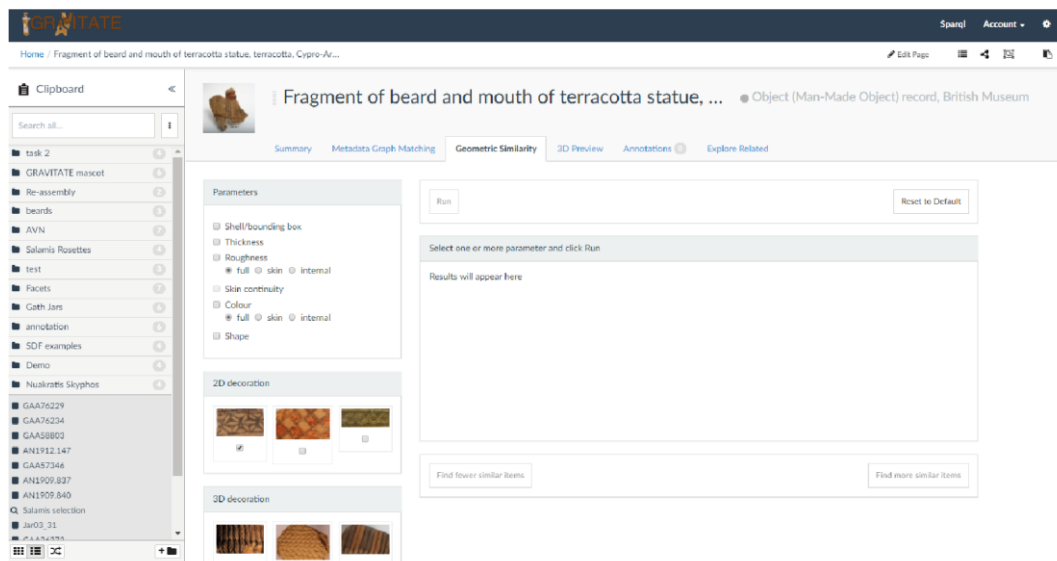 GRAVITATE
Sparql Account
Home / Fragment of beard and mouth of terracotta statue, terracotta, Cypro-Ar...
Edit Page
Clipboard
Search all...
task 2
GRAVITATE mascot
Re-assembly
beards
AVN
Salamis Rosettes
test
Facets
Gath Jars
annotation
SDF examples
Demo
Nuakratis Skyphos
GAA76229
GAA76234
GAA58803
AN1912.147
GAA57346
AN1909.837
AN1909.840
Salamis selection
Jar03_31
Fragment of beard and mouth of terracotta statue, ...
Object (Man-Made Object) record, British Museum
Summary Metadata Graph Matching Geometric Similarity 3D Preview Annotations Explore Related
Parameters
Shell/bounding box
Thickness
Roughness
full skin internal
Skin continuity
Colour
full skin internal
Shape
2D decoration
3D decoration
Run Reset to Default
Select one or more parameter and click Run
Results will appear here
Find fewer similar items Find more similar items